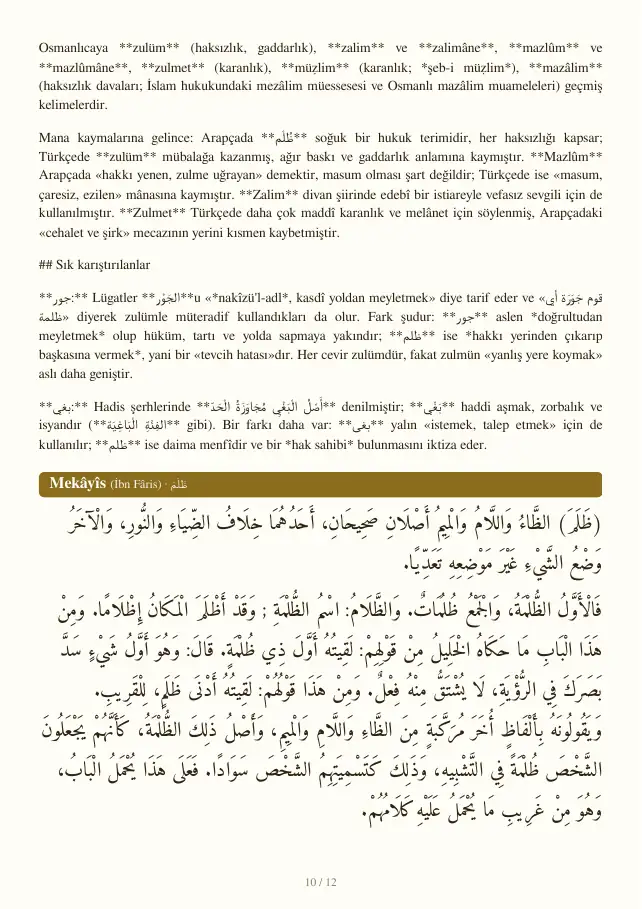 Osmanlıcaya **zulüm** (haksızlık, gaddarlık), **zalim** ve **zalimâne**, **mazlûm** ve
**mazlûmâne**, **zulmet** (karanlık), **müẓlim** (karanlık; *şeb-i müẓlim*), **mazâlim**
(haksızlık davaları; İslam hukukundaki mezâlim müessesesi ve Osmanlı mazâlim muameleleri) geçmiş
kelimelerdir.
Mana kaymalarına gelince: Arapçada **ظُلْم** soğuk bir hukuk terimidir, her haksızlığı kapsar;
Türkçede **zulüm** mübalağa kazanmış, ağır baskı ve gaddarlık anlamına kaymıştır. **Mazlûm**
Arapçada «hakkı yenen, zulme uğrayan» demektir, masum olması şart değildir; Türkçede ise «masum,
çaresiz, ezilen» mânasına kaymıştır. **Zalim** divan şiirinde edebî bir istiareyle vefasız sevgili için de
kullanılmıştır. **Zulmet** Türkçede daha çok maddî karanlık ve melânet için söylenmiş, Arapçadaki
«cehalet ve şirk» mecazının yerini kısmen kaybetmiştir.
## Sık karıştırılanlar
**جور:** Lügatler **الجَوْر**u «*nakîzü'l-adl*, kasdî yoldan meyletmek» diye tarif eder ve «قوم جَوَرَة أي
ظلمة» diyerek zulümle müteradif kullandıkları da olur. Fark şudur: **جور** aslen *doğrultudan
meyletmek* olup hüküm, tartı ve yolda sapmaya yakındır; **ظلم** ise *hakkı yerinden çıkarıp
başkasına vermek*, yani bir «tevcih hatası»dır. Her cevir zulümdür, fakat zulmün «yanlış yere koymak»
aslı daha geniştir.
**بغى:** Hadis şerhlerinde **أَصْلُ الْبَغْيِ مُجَاوَزَةُ الْحَدّ** denilmiştir; **بَغْي** haddi aşmak, zorbalık ve
isyandır (**الفِئَةِ الْبَاغِيَة** gibi). Bir farkı daha var: **بغى** yalın «istemek, talep etmek» için de
kullanılır; **ظلم** ise daima menfîdir ve bir *hak sahibi* bulunmasını iktiza eder.
Mekâyîs (İbn Fâris) · ظلم
(ظَلَمَ) الظَّاءُ وَاللَّامُ وَالْمِيمُ أَصْلَانِ صَحِيحَانِ، أَحَدُهُمَا خِلَافُ الضِّيَاءِ وَالنُّورِ، وَالْآخَرُ
وَضْعُ الشَّيْءِ غَيْرَ مَوْضِعِهِ تَعَدِّيًا.
فَالْأَوَّلُ الظُّلْمَةُ، وَالْجَمْعُ ظُلُمَاتٌ. وَالظَّلَامُ: اسْمُ الظُّلْمَةِ ; وَقَدْ أَظْلَمَ الْمَكَانُ إِظْلَامًا. وَمِنْ
هَذَا الْبَابِ مَا حَكَاهُ الْخَلِيلُ مِنْ قَوْلِهِمْ: لَقِيتُهُ أَوَّلَ ذِي ظُلْمَةٍ. قَالَ: وَهُوَ أَوَّلُ شَيْءٍ سَدَّ
بَصَرَكَ فِي الرُّؤْيَةِ، لَا يُشْتَقُّ مِنْهُ فِعْلٌ. وَمِنْ هَذَا قَوْلُهُمْ: لَقِيتُهُ أَدْنَى ظَلَمٍ، لِلْقَرِيبِ.
وَيَقُولُونَهُ بِأَلْفَاظٍ أُخَرَ مُرَكَّبَةٍ مِنَ الظَّاءِ وَاللَّامِ وَالْمِيمِ، وَأَصْلُ ذَلِكَ الظُّلْمَةُ، كَأَنَّهُمْ يَجْعَلُونَ
الشَّخْصَ ظُلْمَةً فِي التَّشْبِيهِ، وَذَلِكَ كَتَسْمِيَتِهِمُ الشَّخْصَ سَوَادًا. فَعَلَى هَذَا يُحْمَلُ الْبَابُ،
وَهُوَ مِنْ غَرِيبِ مَا يُحْمَلُ عَلَيْهِ كَلَامُهُمْ.
10 / 12